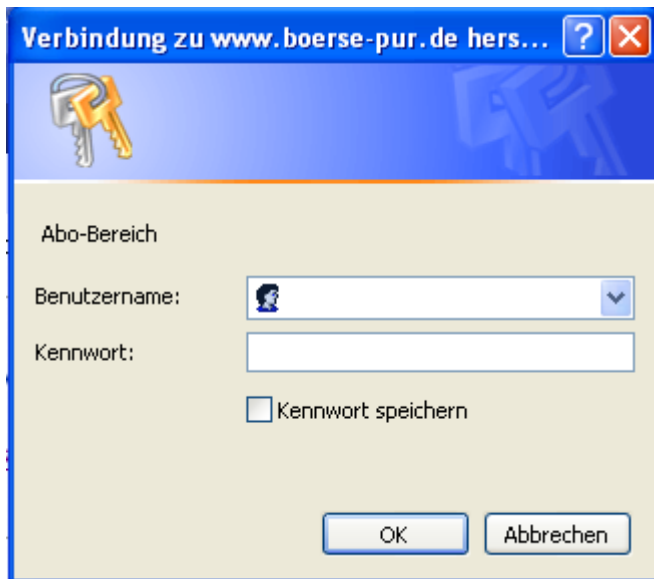 Verbindung zu www.boerse-pur.de hers...
Abo-Bereich
Benutzername:
Kennwort:
Kennwort speichern
OK Abbrechen